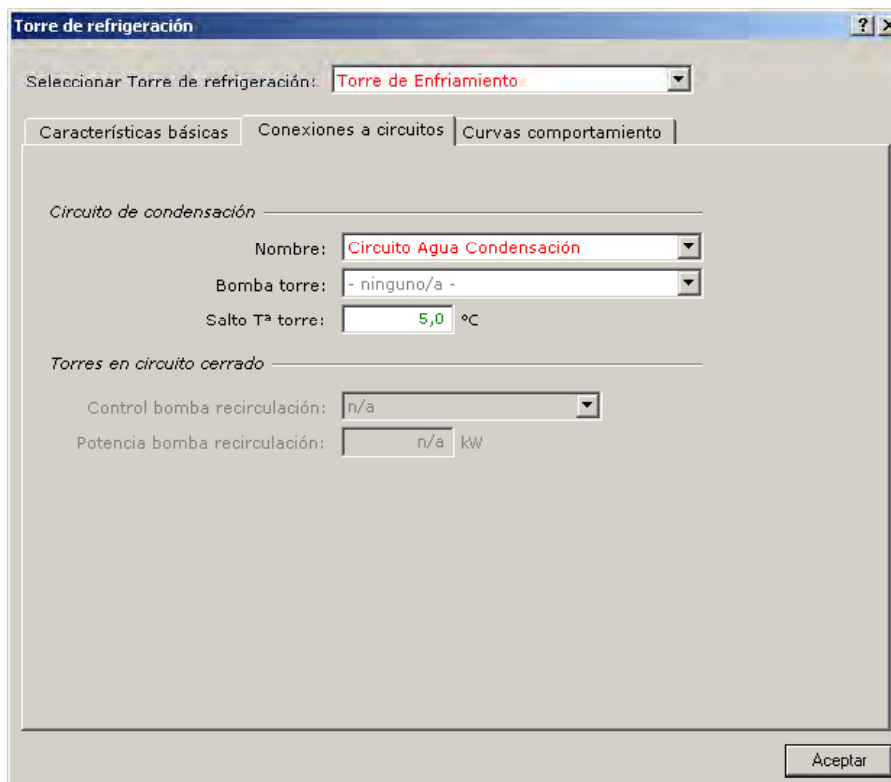 Torre de refrigeración
Seleccionar Torre de refrigeración: Torre de Enfriamiento
Características básicas Conexiones a circuitos Curvas comportamiento
Circuito de condensación
Nombre: Circuito Agua Condensación
Bomba torre: - ninguno/a -
Salto Tª torre: 5,0 ºC
Torres en circuito cerrado
Control bomba recirculación: n/a
Potencia bomba recirculación: n/a kW
Aceptar